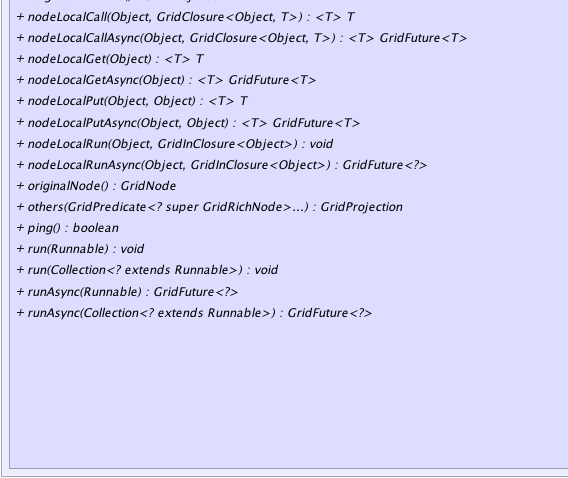 + nodeLocalCall(Object, GridClosure<Object, T>) : <T> T
+ nodeLocalCallAsync(Object, GridClosure<Object, T>) : <T> GridFuture<T>
+ nodeLocalGet(Object) : <T> T
+ nodeLocalGetAsync(Object) : <T> GridFuture<T>
+ nodeLocalPut(Object, Object) : <T> T
+ nodeLocalPutAsync(Object, Object) : <T> GridFuture<T>
+ nodeLocalRun(Object, GridInClosure<Object>) : void
+ nodeLocalRunAsync(Object, GridInClosure<Object>) : GridFuture<?>
+ originalNode() : GridNode
+ others(GridPredicate<? super GridRichNode>...) : GridProjection
+ ping() : boolean
+ run(Runnable) : void
+ run(Collection<? extends Runnable>) : void
+ runAsync(Runnable) : GridFuture<?>
+ runAsync(Collection<? extends Runnable>) : GridFuture<?>